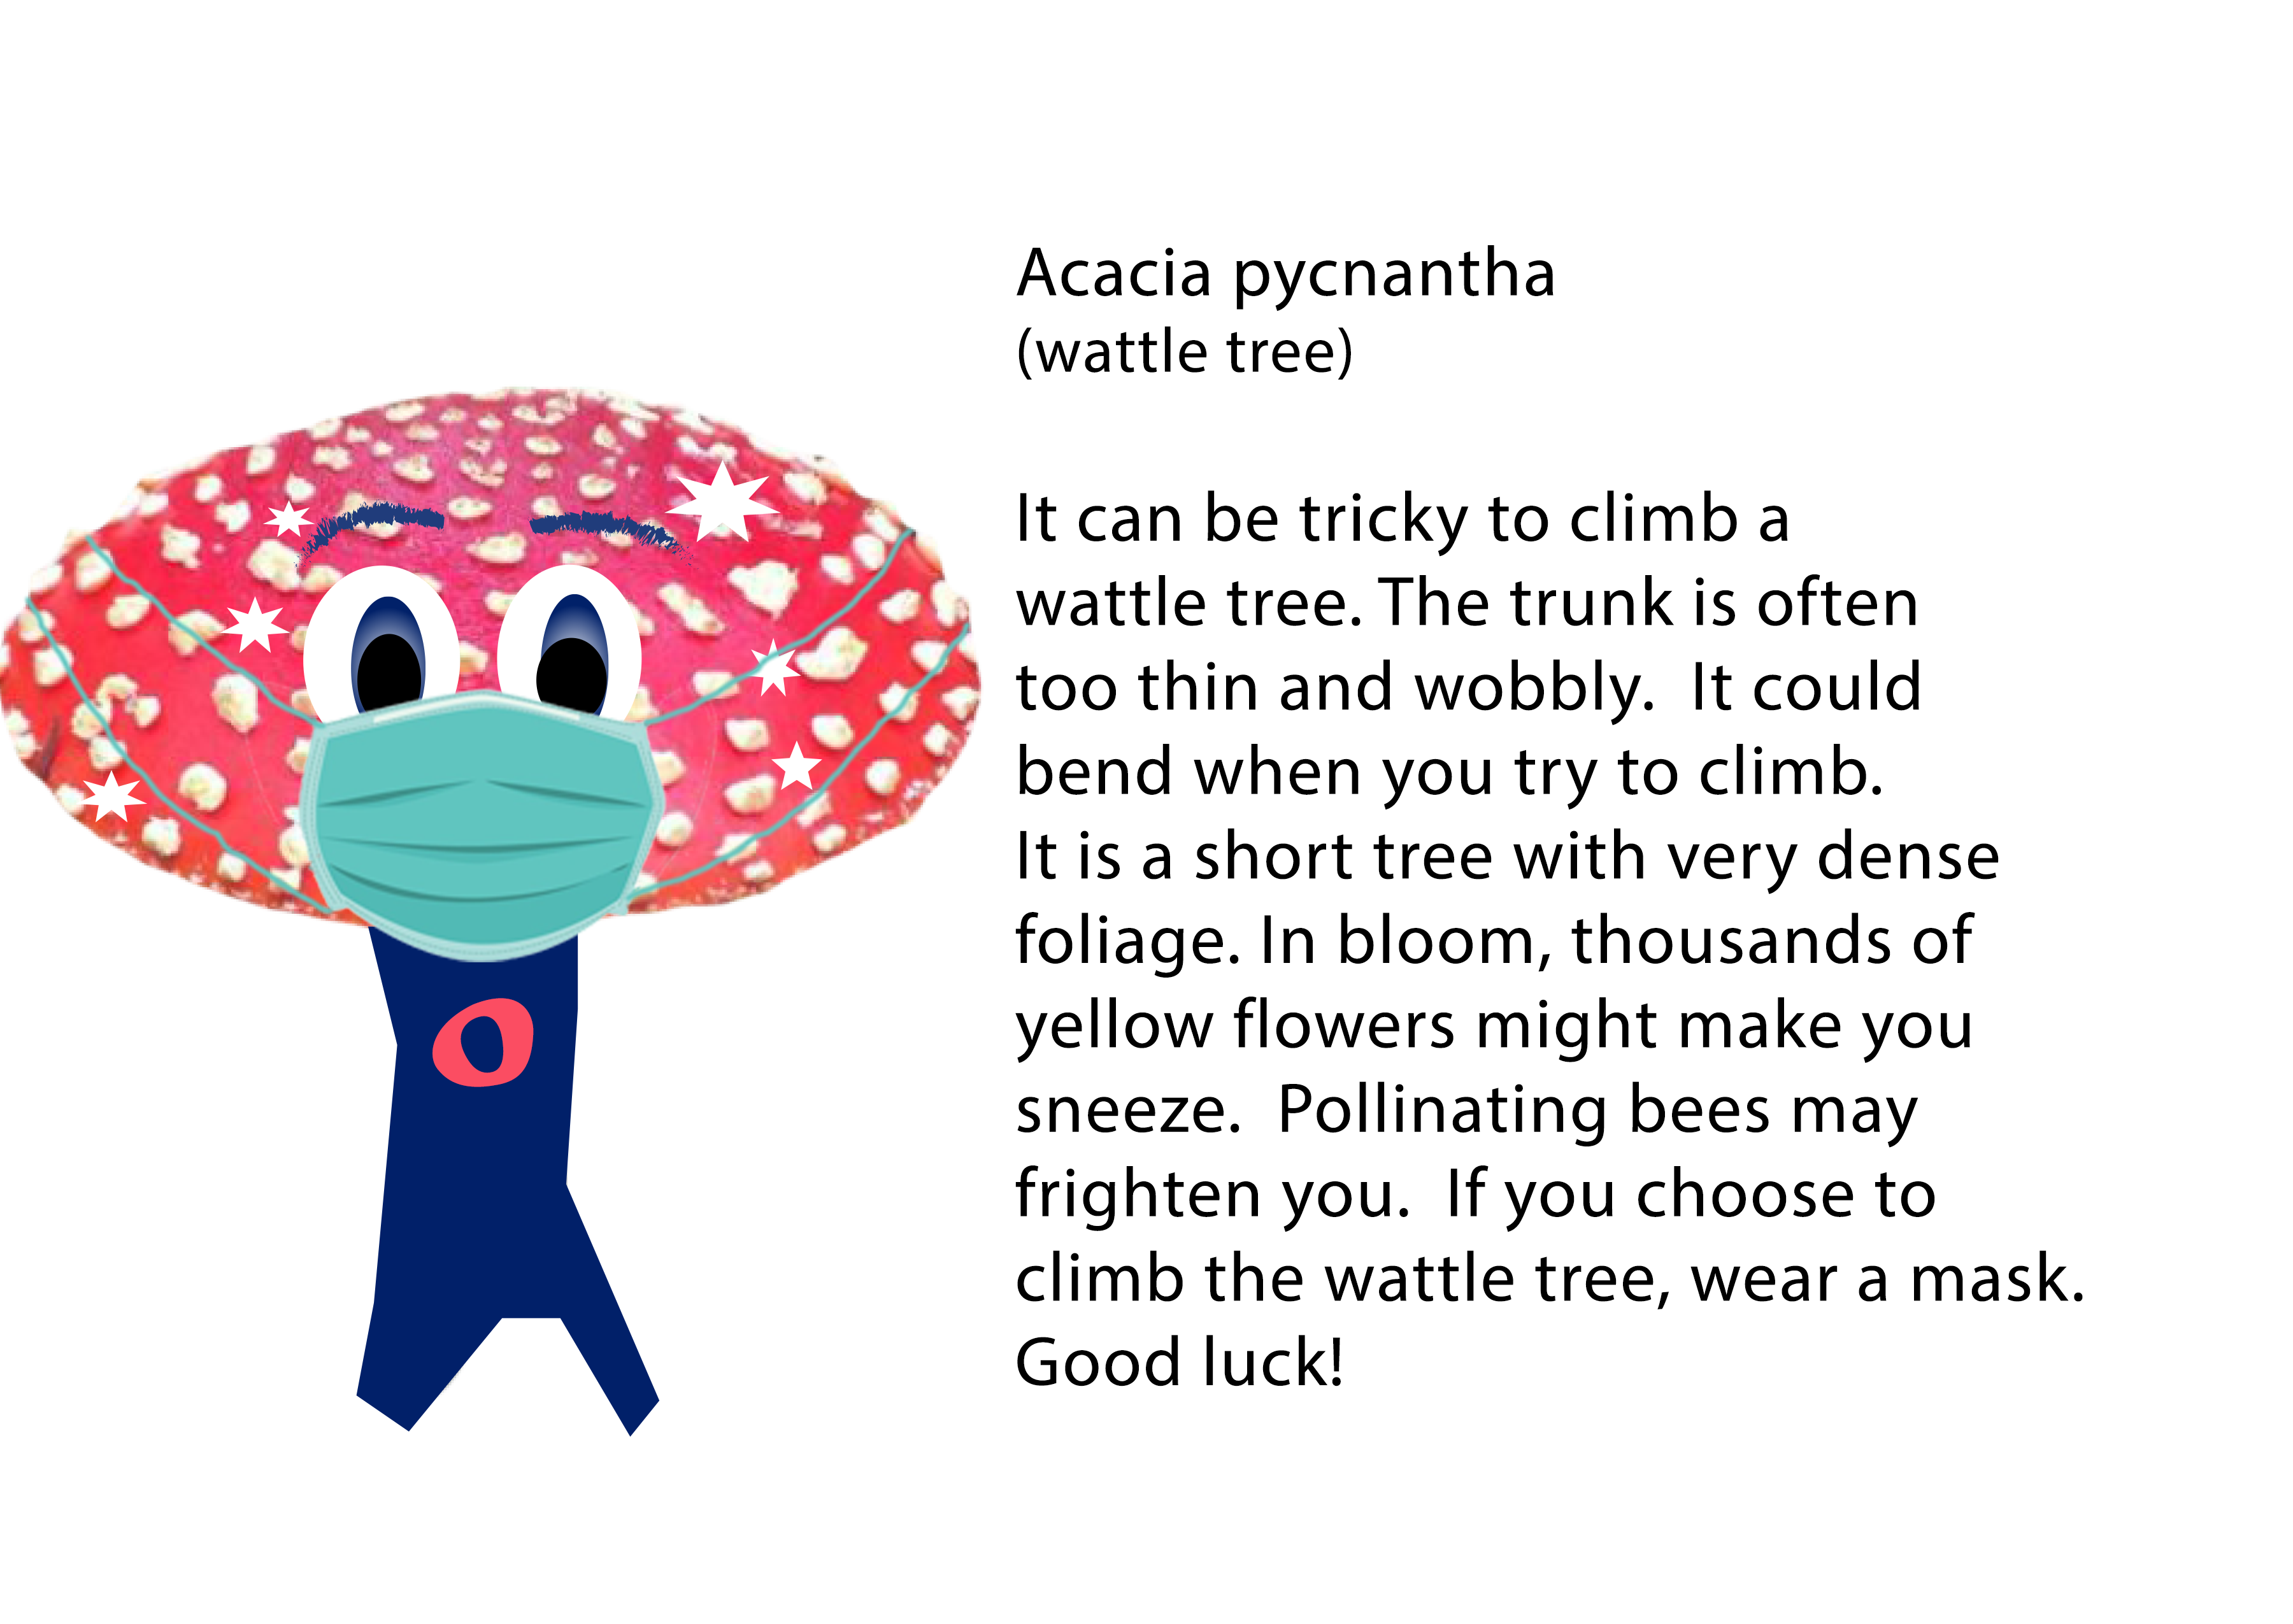 Acacia pycnantha
(wattle tree)
It can be tricky to climb a
wattle tree. The trunk is often
too thin and wobbly.  It could
bend when you try to climb.
It is a short tree with very dense
foliage. In bloom, thousands of
yellow flowers might make you
sneeze.  Pollinating bees may
frighten you.  If you choose to
climb the wattle tree, wear a mask.
Good luck!